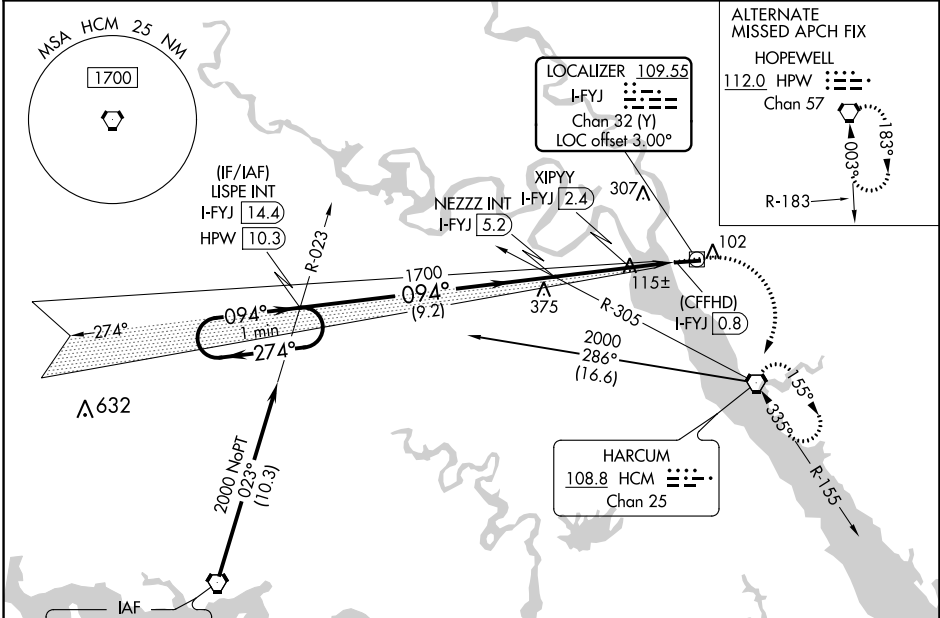 MSA HCM 25 NM
1700
ALTERNATE
MISSED APCH FIX
HOPEWELL
112.0 HPW
Chan 57
183°
003°
R-183
LOCALIZER 109.55
I-FYJ
Chan 32 (Y)
LOC offset 3.00°
(IF/IAF)
LISPE INT
I-FYJ 14.4
HPW 10.3
R-023
NEZZZ INT
I-FYJ 5.2
XIPYY
I-FYJ 2.4
307
102
1700
094°
(9.2)
115±
375
(CFFHD)
I-FYJ 0.8
274°
094°
1 min
274°
R-305
2000
286°
(16.6)
632
155°
335°
R-155
2000 NoPT
023°
(10.3)
HARCUM
108.8 HCM
Chan 25
IAF